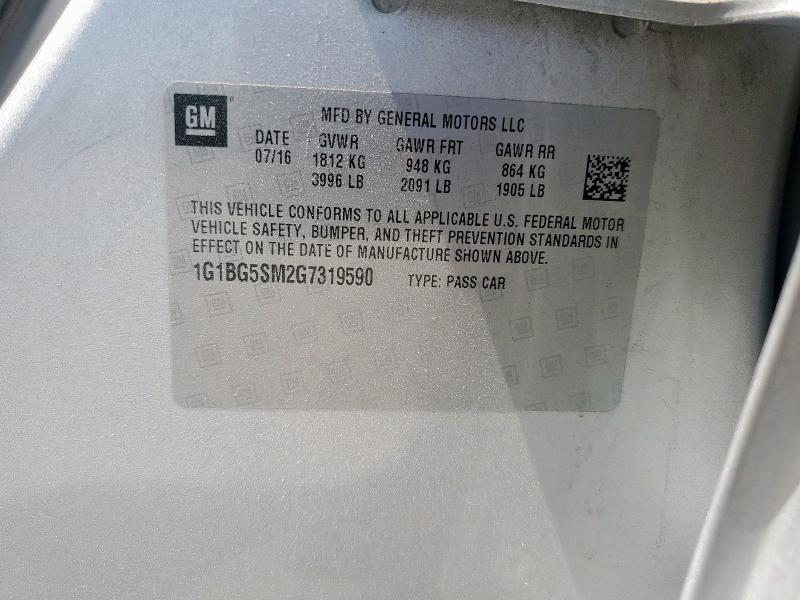 GM
MFD BY GENERAL MOTORS LLC
DATE GVWR GAWR FRT GAWR RR
07/16 1812 KG 948 KG 864 KG
3996 LB 2091 LB 1905 LB
THIS VEHICLE CONFORMS TO ALL APPLICABLE U.S. FEDERAL MOTOR
VEHICLE SAFETY, BUMPER, AND THEFT PREVENTION STANDARDS IN
EFFECT ON THE DATE OF MANUFACTURE SHOWN ABOVE.
1G1BG5SM2G7319590 TYPE: PASS CAR